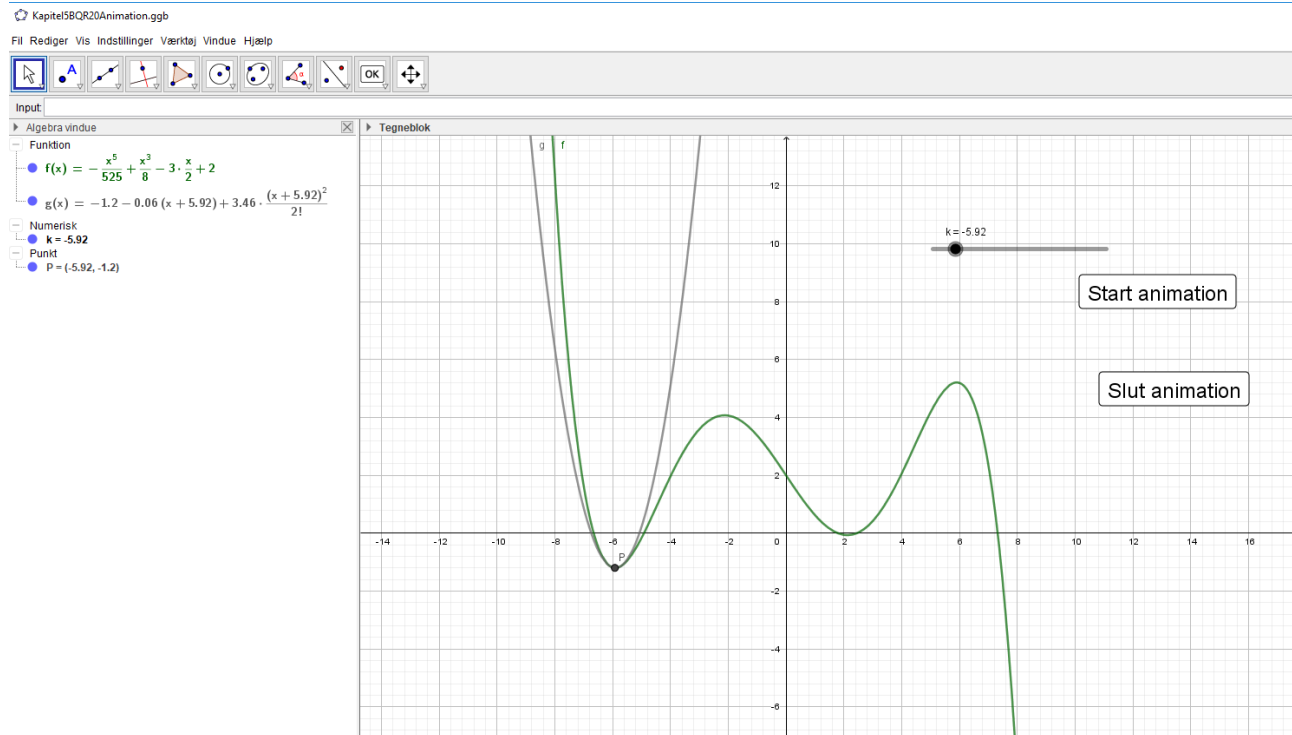 Kapitel5BQR20Animation.ggb
Fil Rediger Vis Indstillinger Værktøj Vindue Hjælp
A α OK
Input:
Algebra vindue
Tegneblok
Funktion
f(x) = −x⁵/525 + x³/8 − 3 · x/2 + 2
g(x) = −1.2 − 0.06 (x + 5.92) + 3.46 · (x + 5.92)²/2!
Numerisk
k = -5.92
Punkt
P = (-5.92, -1.2)
g f
12
k = -5.92
10
Start animation
8
6
Slut animation
4
2
-14 -12 -10 -8 -6 -4 -2 0 2 4 6 8 10 12 14 16
P
-2
-4
-6